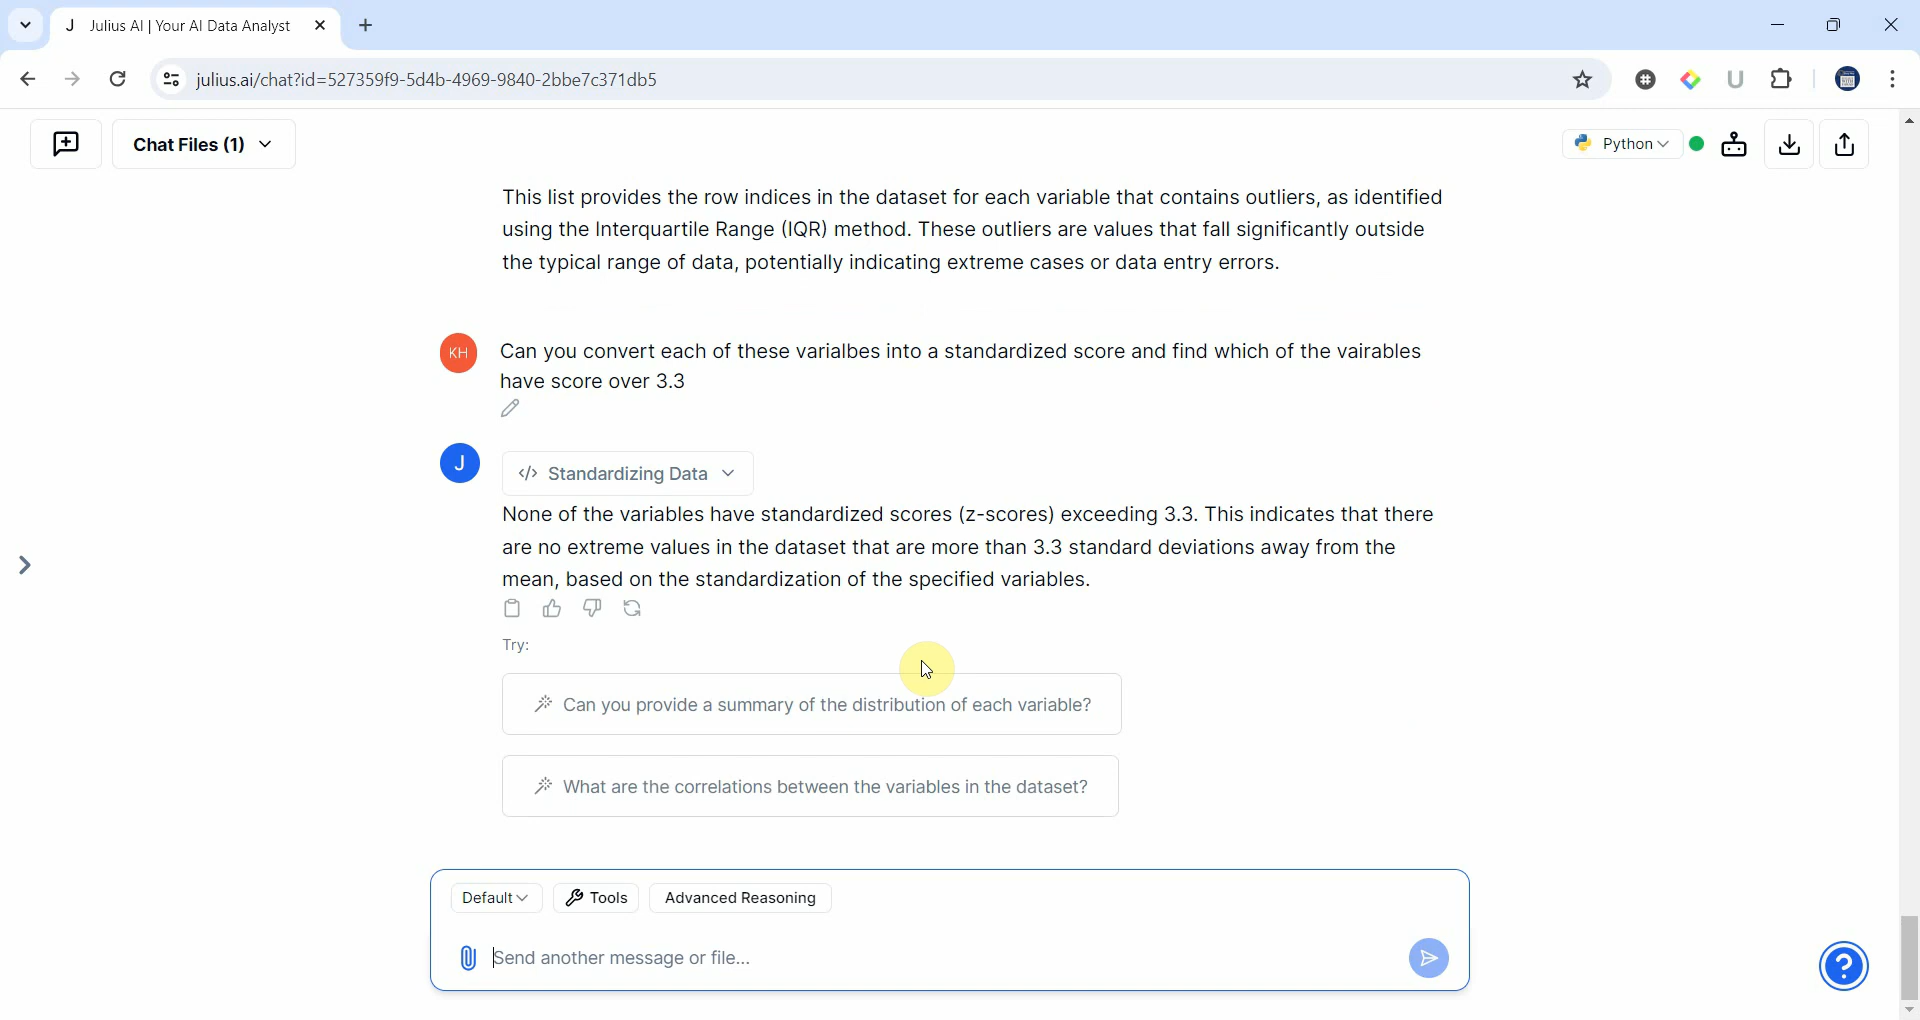 J Julius AI | Your AI Data Analyst
julius.ai/chat?id=527359f9-5d4b-4969-9840-2bbe7c371db5
Chat Files (1)
Python
This list provides the row indices in the dataset for each variable that contains outliers, as identified
using the Interquartile Range (IQR) method. These outliers are values that fall significantly outside
the typical range of data, potentially indicating extreme cases or data entry errors.
KH
Can you convert each of these varialbes into a standardized score and find which of the vairables
have score over 3.3
J
</> Standardizing Data
None of the variables have standardized scores (z-scores) exceeding 3.3. This indicates that there
are no extreme values in the dataset that are more than 3.3 standard deviations away from the
mean, based on the standardization of the specified variables.
Try:
Can you provide a summary of the distribution of each variable?
What are the correlations between the variables in the dataset?
Default Tools Advanced Reasoning
Send another message or file...
?